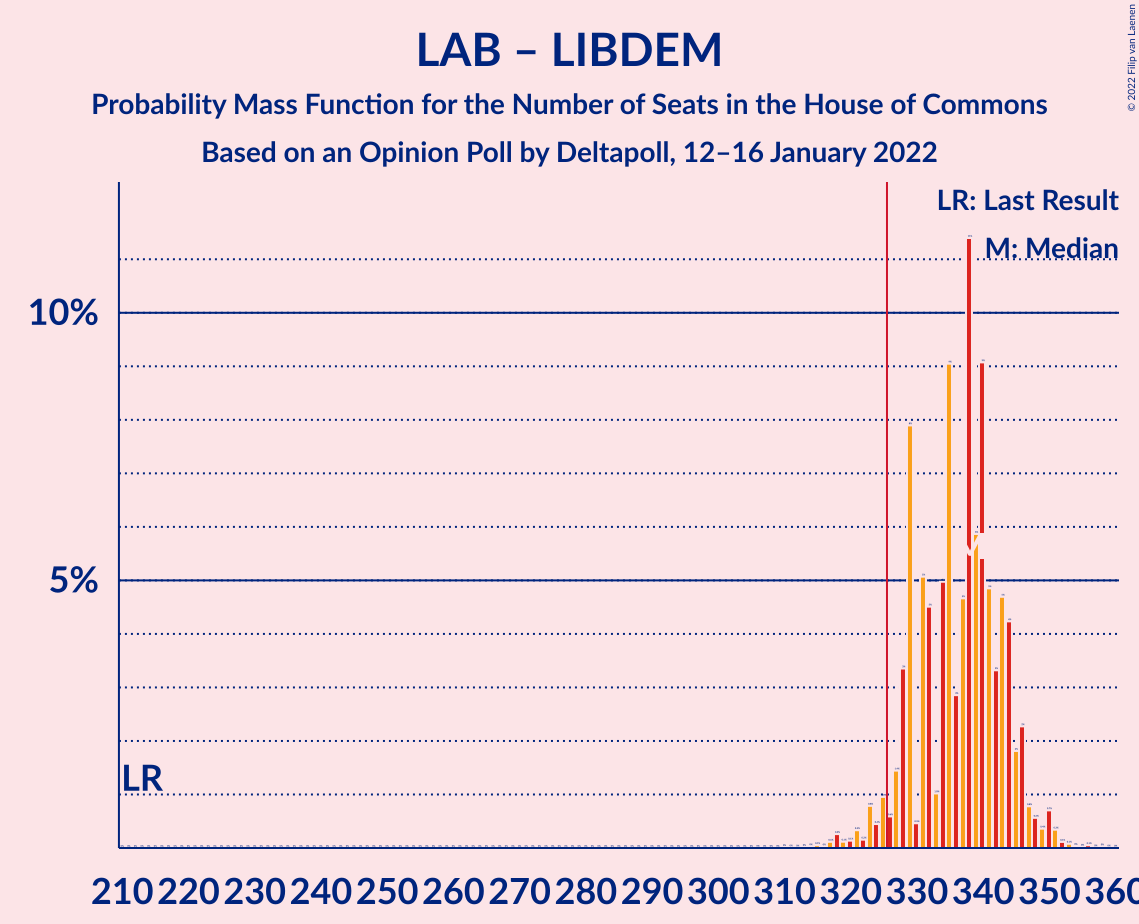 LAB – LIBDEM
Probability Mass Function for the Number of Seats in the House of Commons
Based on an Opinion Poll by Deltapoll, 12–16 January 2022
© 2022 Filip van Laenen
LR: Last Result
M: Median
10%
5%
LR
210 220 230 240 250 260 270 280 290 300 310 320 330 340 350 360